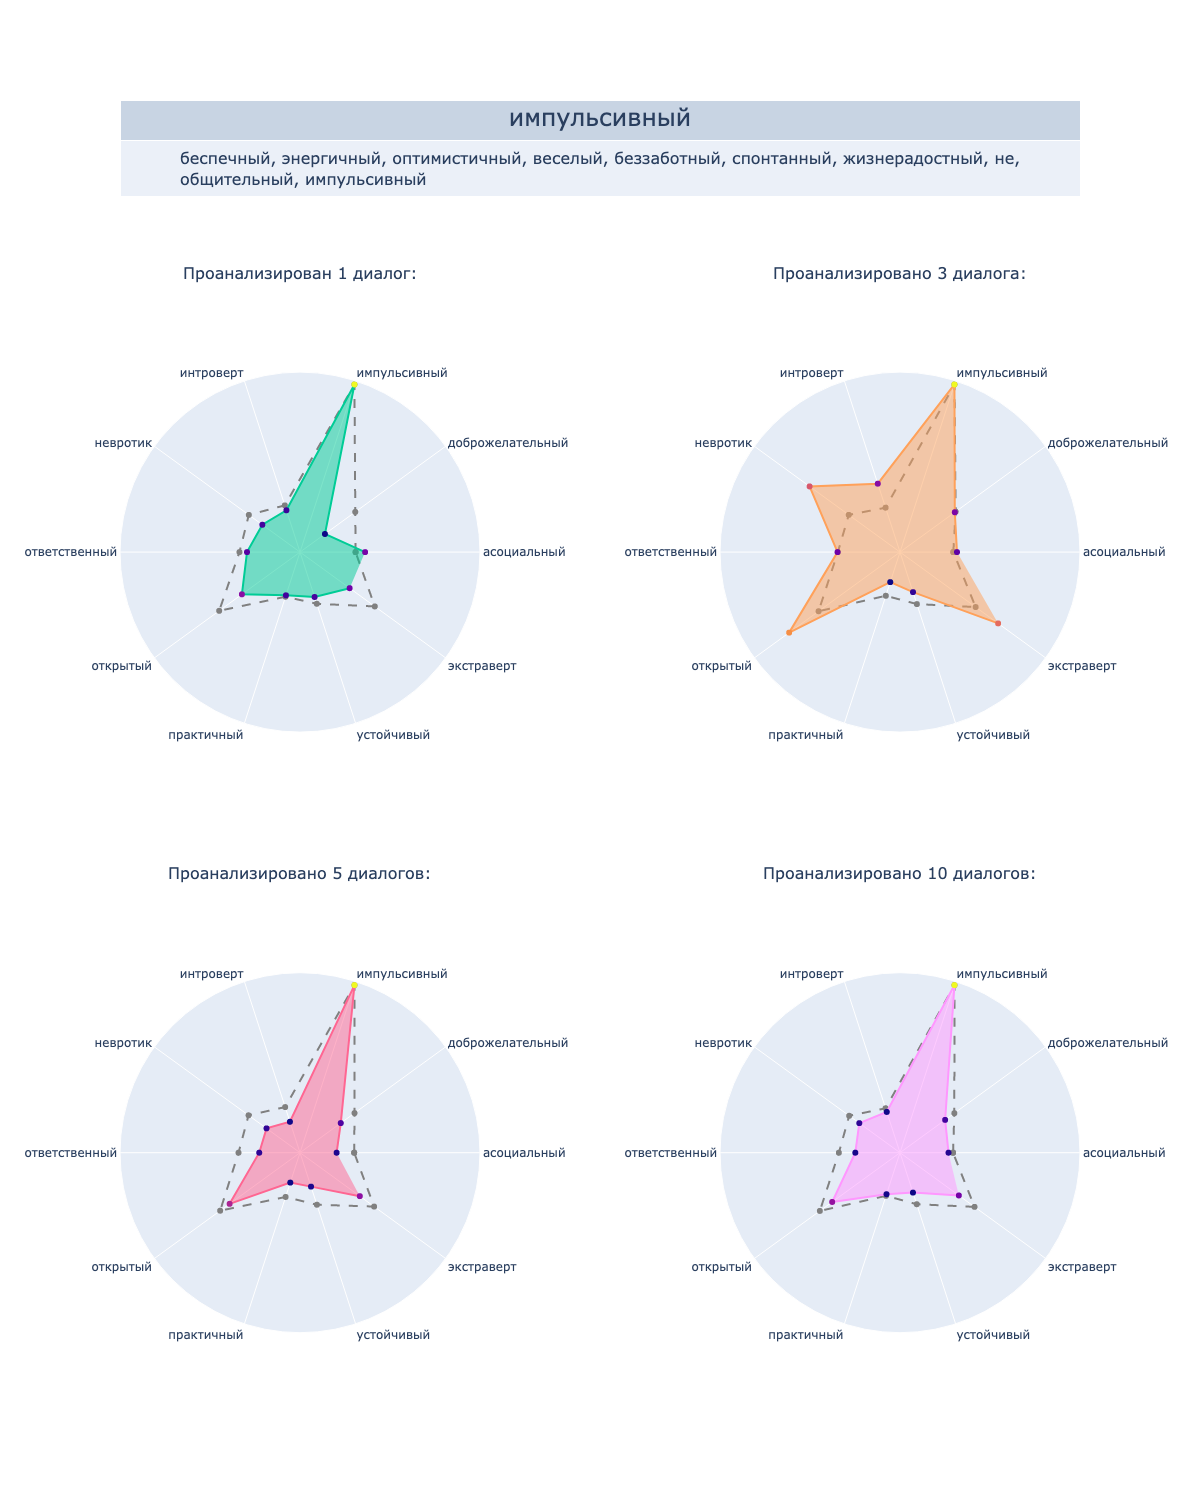 импульсивный
беспечный, энергичный, оптимистичный, веселый, беззаботный, спонтанный, жизнерадостный, не,
общительный, импульсивный
Проанализирован 1 диалог:
интроверт
импульсивный
невротик
доброжелательный
ответственный
асоциальный
открытый
экстраверт
практичный
устойчивый
Проанализировано 3 диалога:
интроверт
импульсивный
невротик
доброжелательный
ответственный
асоциальный
открытый
экстраверт
практичный
устойчивый
Проанализировано 5 диалогов:
интроверт
импульсивный
невротик
доброжелательный
ответственный
асоциальный
открытый
экстраверт
практичный
устойчивый
Проанализировано 10 диалогов:
интроверт
импульсивный
невротик
доброжелательный
ответственный
асоциальный
открытый
экстраверт
практичный
устойчивый